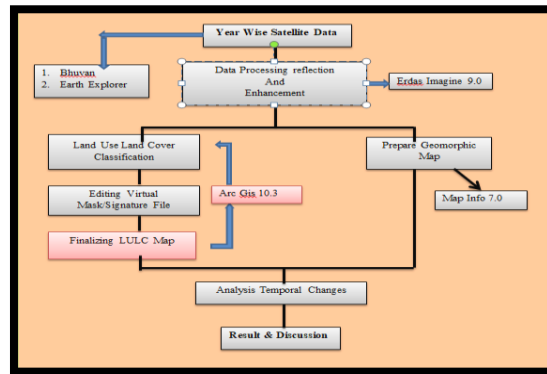 Year Wise Satellite Data
1. Bhuvan
2. Earth Explorer
Data Processing reflection
And
Enhancement
Erdas Imagine 9.0
Land Use Land Cover
Classification
Prepare Geomorphic
Map
Editing Virtual
Mask/Signature File
Arc Gis 10.3
Map Info 7.0
Finalizing LULC Map
Analysis Temporal Changes
Result & Discussion